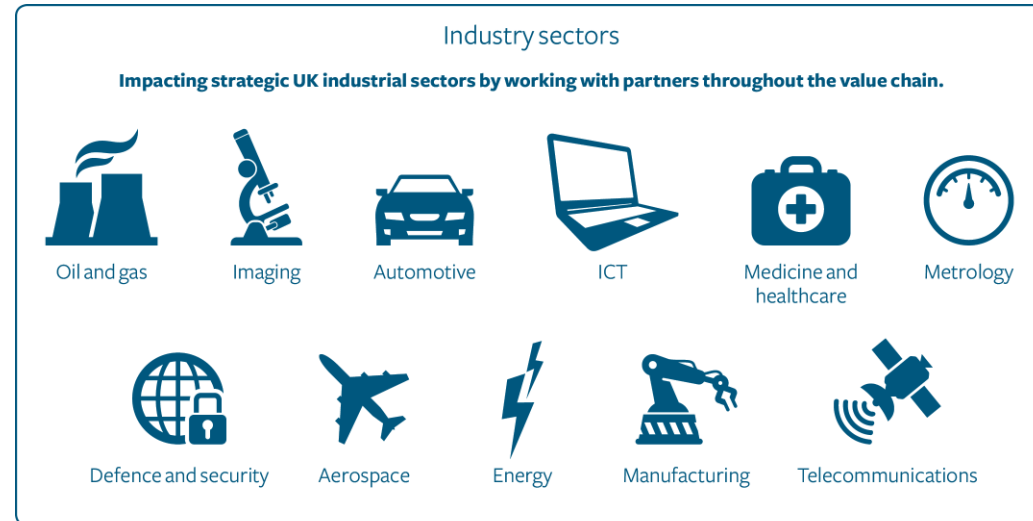 Industry sectors
Impacting strategic UK industrial sectors by working with partners throughout the value chain.
Oil and gas
Imaging
Automotive
ICT
Medicine and
healthcare
Metrology
Defence and security
Aerospace
Energy
Manufacturing
Telecommunications